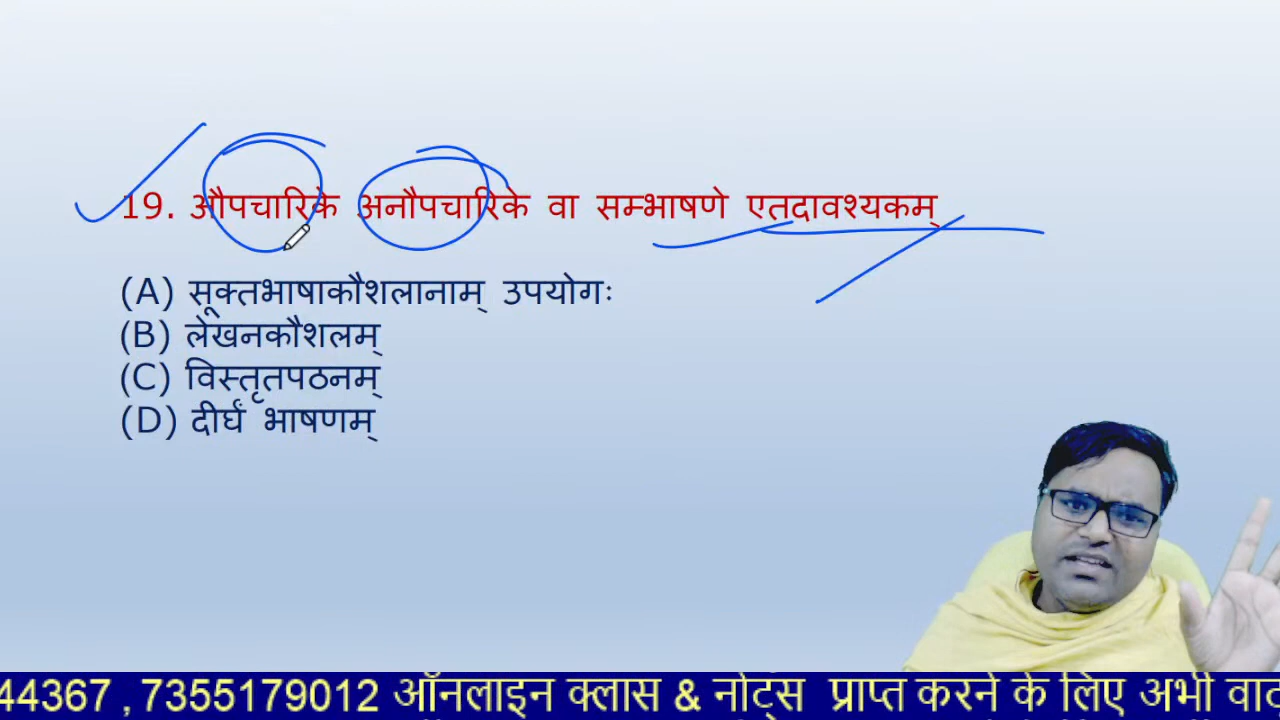 19. औपचारिके अनौपचारिके वा सम्भाषणे एतदावश्यकम्
(A) सूक्तभाषाकौशलानाम् उपयोगः
(B) लेखनकौशलम्
(C) विस्तृतपठनम्
(D) दीर्घं भाषणम्
44367 , 7355179012 ऑनलाइन क्लास & नोट्स प्राप्त करने के लिए अभी